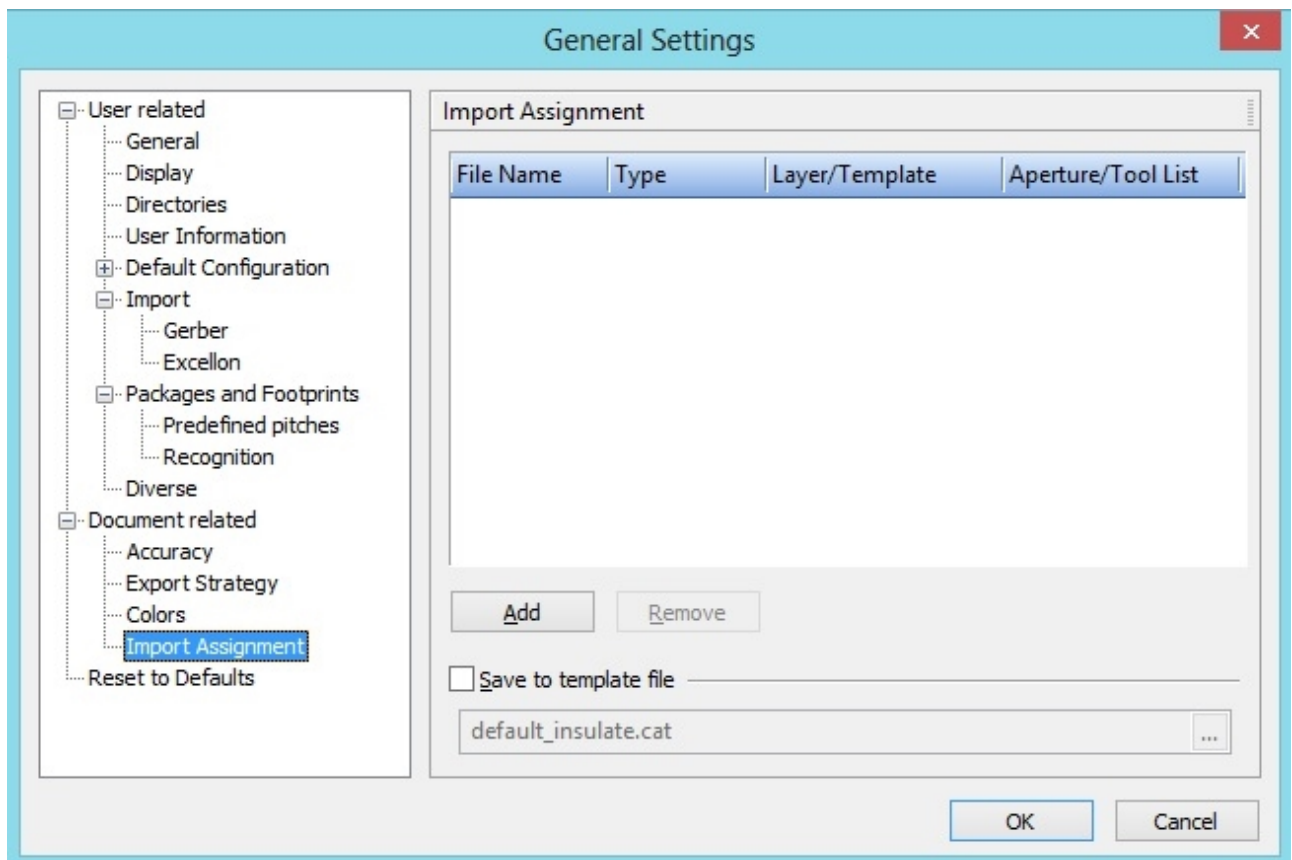 General Settings
User related
General
Display
Directories
User Information
Default Configuration
Import
Gerber
Excellon
Packages and Footprints
Predefined pitches
Recognition
Diverse
Document related
Accuracy
Export Strategy
Colors
Import Assignment
Reset to Defaults
Import Assignment
File Name Type Layer/Template Aperture/Tool List
Add Remove
Save to template file
default_insulate.cat ...
OK Cancel